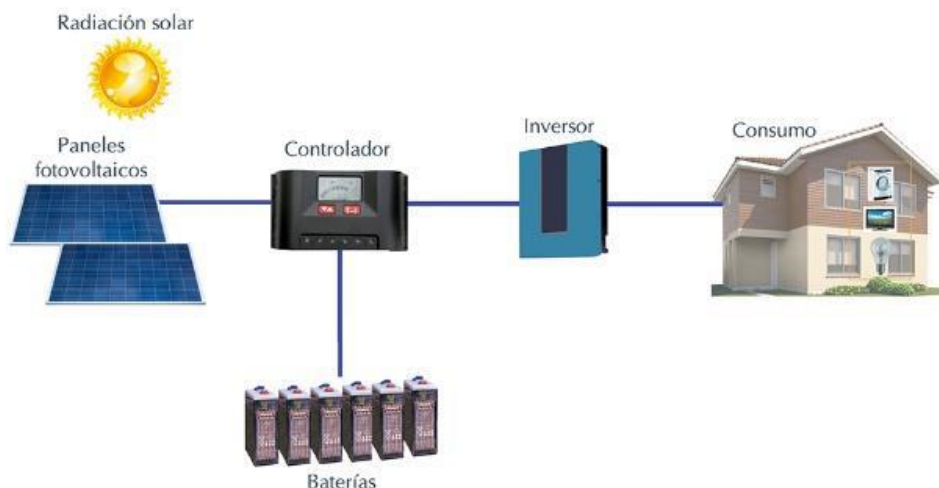 Radiación solar
Paneles
fotovoltaicos
Controlador
Inversor
Consumo
Baterías